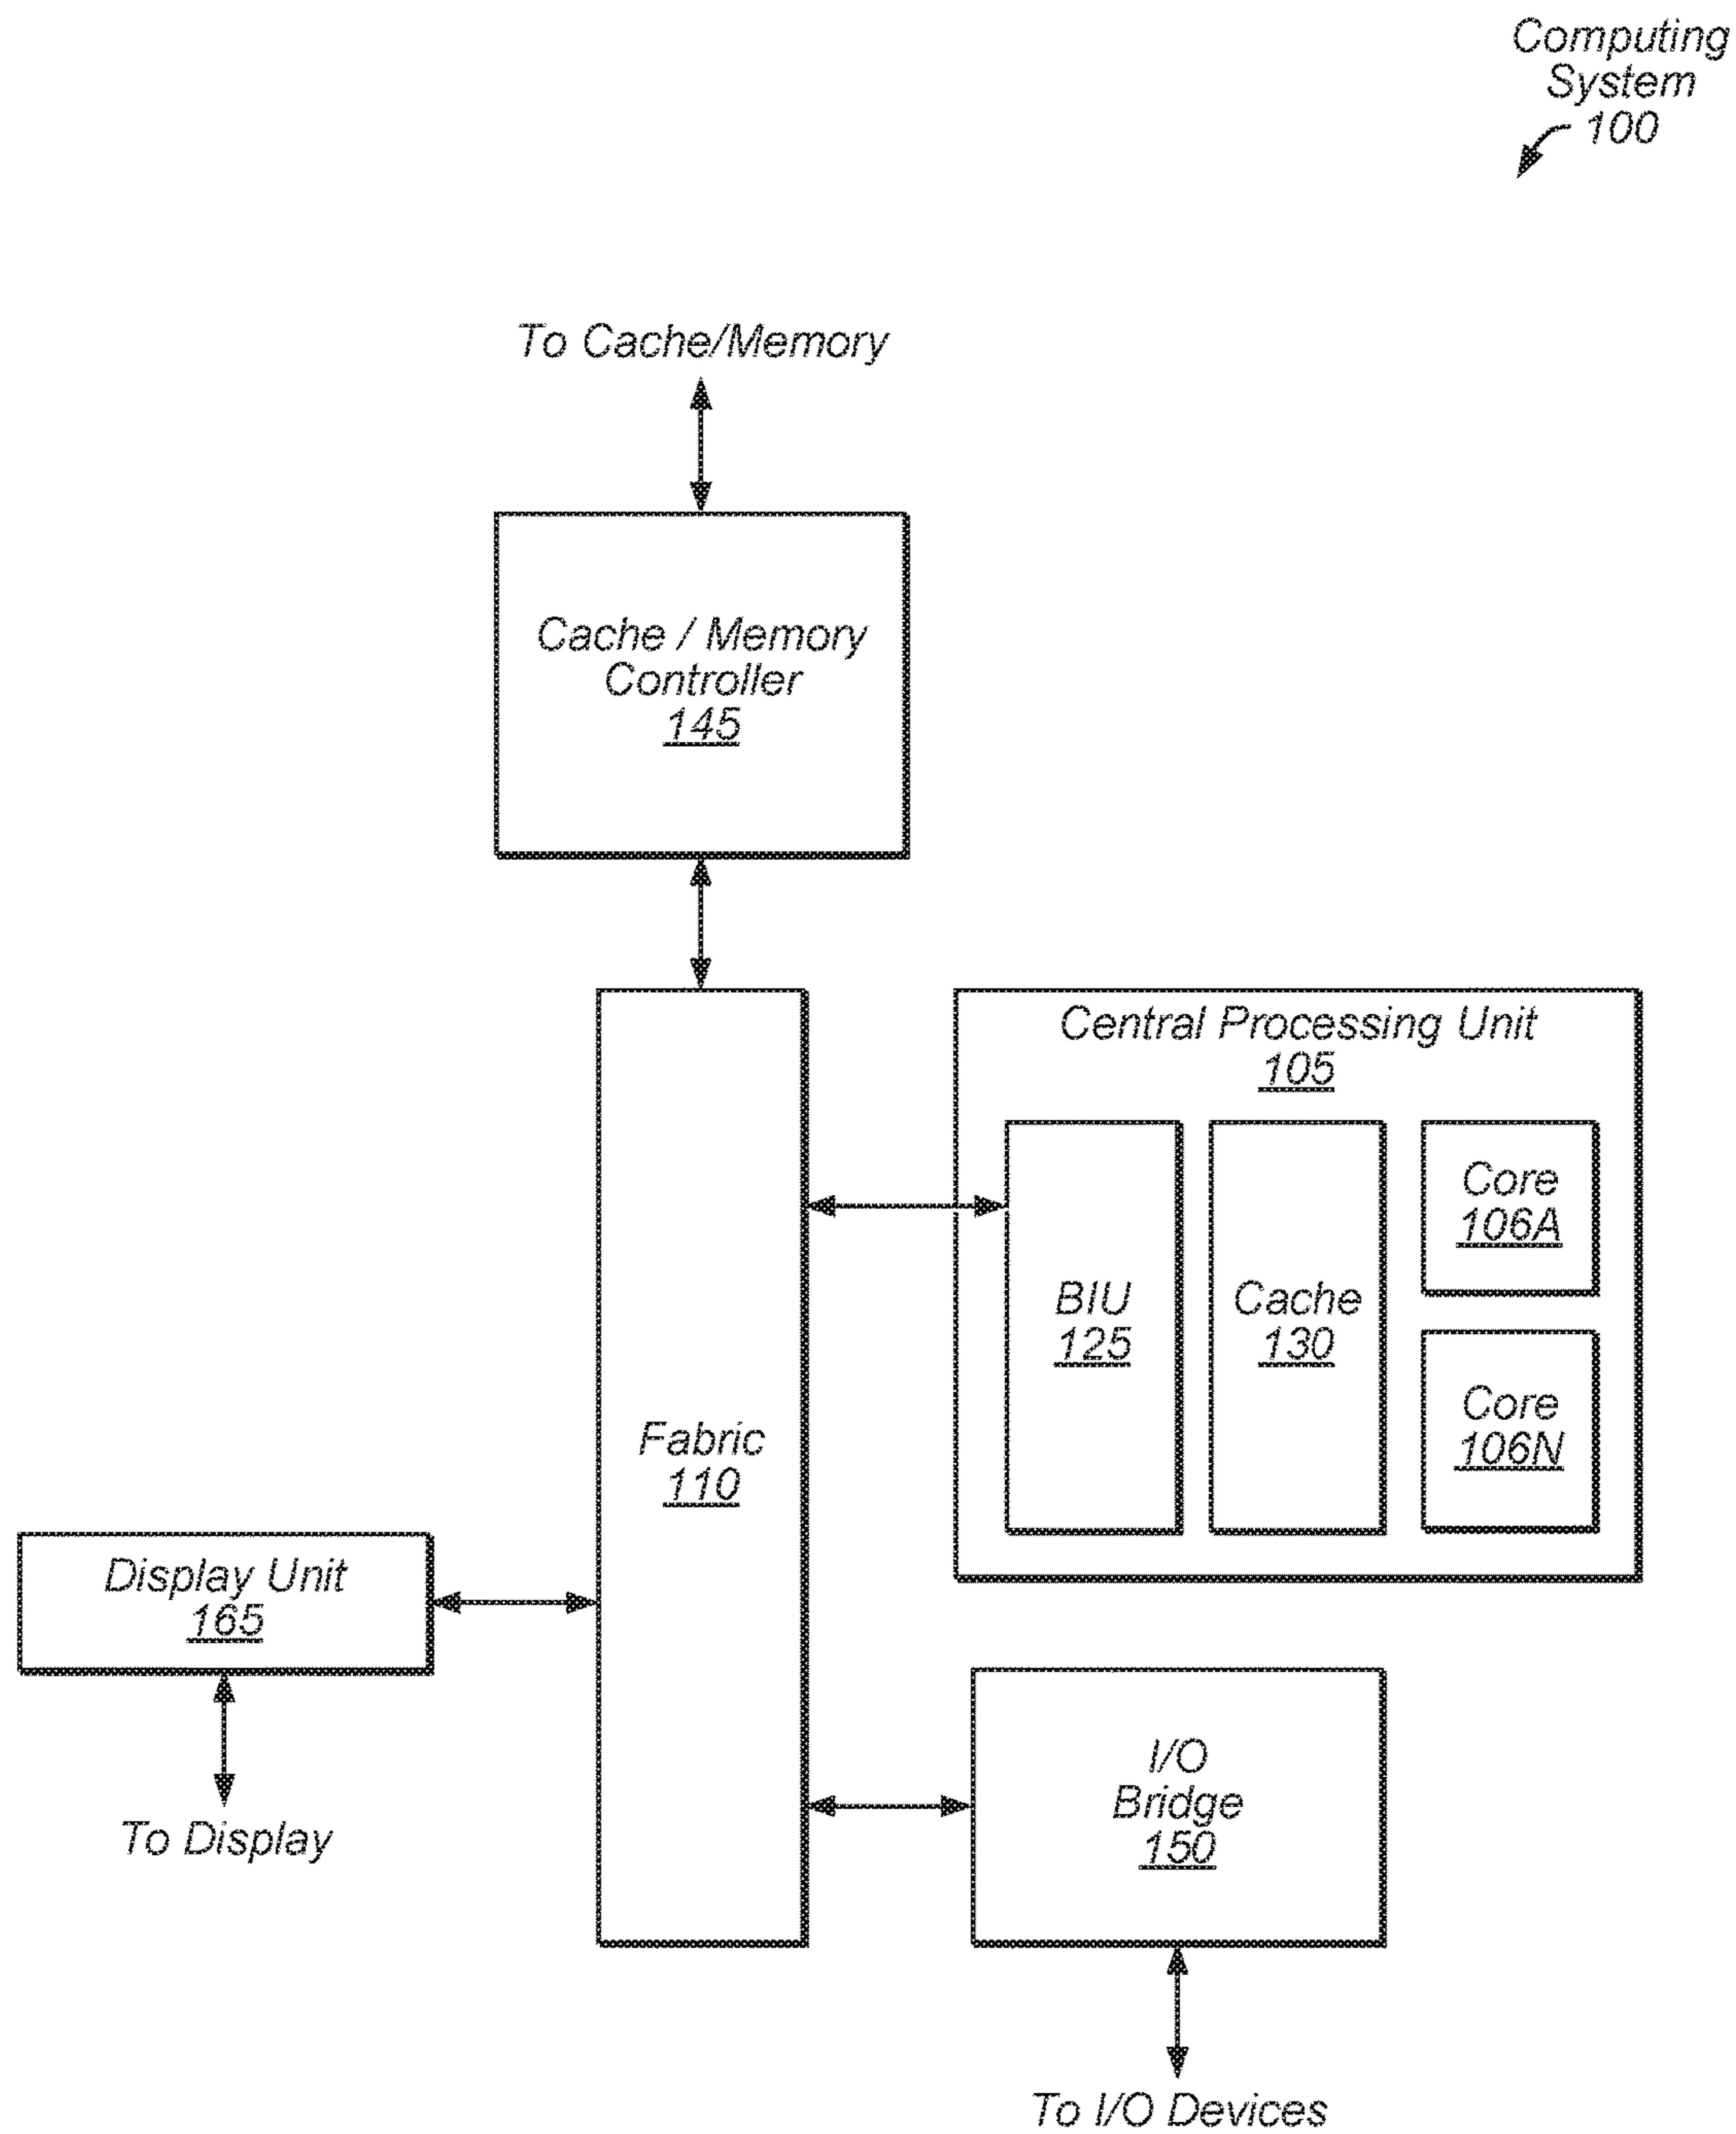 Computing
System
100
To Cache/Memory
Cache / Memory
Controller
145
Central Processing Unit
105
Core
106A
BIU
125
Cache
130
Core
106N
Fabric
110
Display Unit
165
I/O
Bridge
150
To Display
To I/O Devices